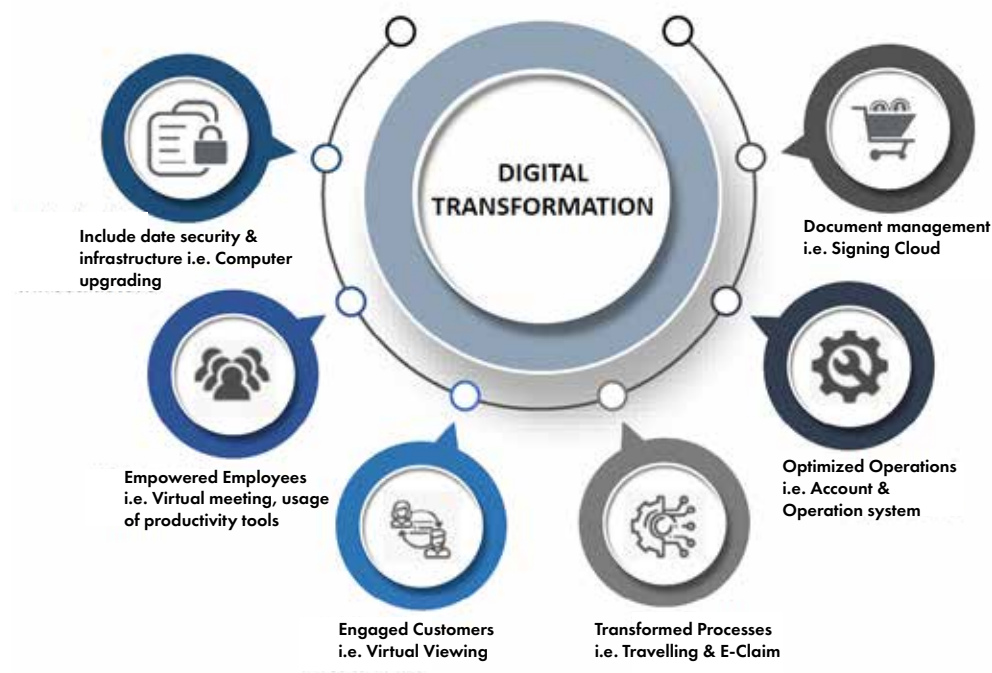 DIGITAL
TRANSFORMATION
Include date security &
infrastructure i.e. Computer
upgrading
Document management
i.e. Signing Cloud
Empowered Employees
i.e. Virtual meeting, usage
of productivity tools
Optimized Operations
i.e. Account &
Operation system
Engaged Customers
i.e. Virtual Viewing
Transformed Processes
i.e. Travelling & E-Claim